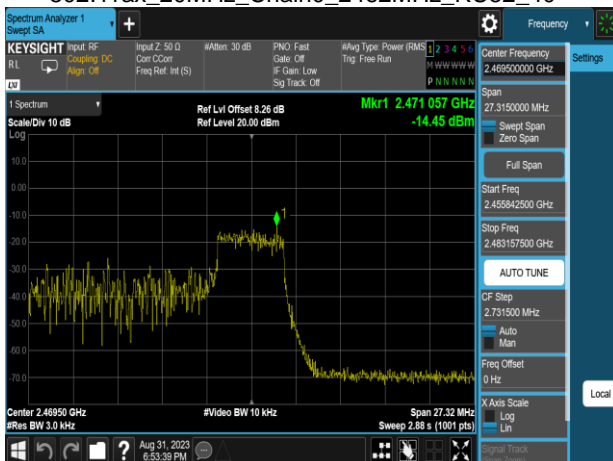 Spectrum Analyzer 1
Swept SA
+
Frequency
KEYSIGHT
RL
LXI
Input: RF
Coupling: DC
Align: Off
Input Z: 50 Ω
Corr CCorr
Freq Ref: Int (S)
#Atten: 30 dB
PNO: Fast
Gate: Off
IF Gain: Low
Sig Track: Off
#Avg Type: Power (RMS
Trig: Free Run
1 2 3 4 5 6
M W W W W W
P N N N N N
1 Spectrum
Scale/Div 10 dB
Log
Ref Lvl Offset 8.26 dB
Ref Level 20.00 dBm
Mkr1 2.471 057 GHz
-14.45 dBm
10.0
0.00
-10.0
-20.0
-30.0
-40.0
-50.0
-60.0
-70.0
1
Center 2.46950 GHz
#Res BW 3.0 kHz
#Video BW 10 kHz
Span 27.32 MHz
Sweep 2.88 s (1001 pts)
?
Aug 31, 2023
6:53:39 PM
Center Frequency
2.469500000 GHz
Settings
Span
27.3150000 MHz
Swept Span
Zero Span
Full Span
Start Freq
2.455842500 GHz
Stop Freq
2.483157500 GHz
AUTO TUNE
CF Step
2.731500 MHz
Auto
Man
Freq Offset
0 Hz
X Axis Scale
Log
Lin
Signal Track
Local